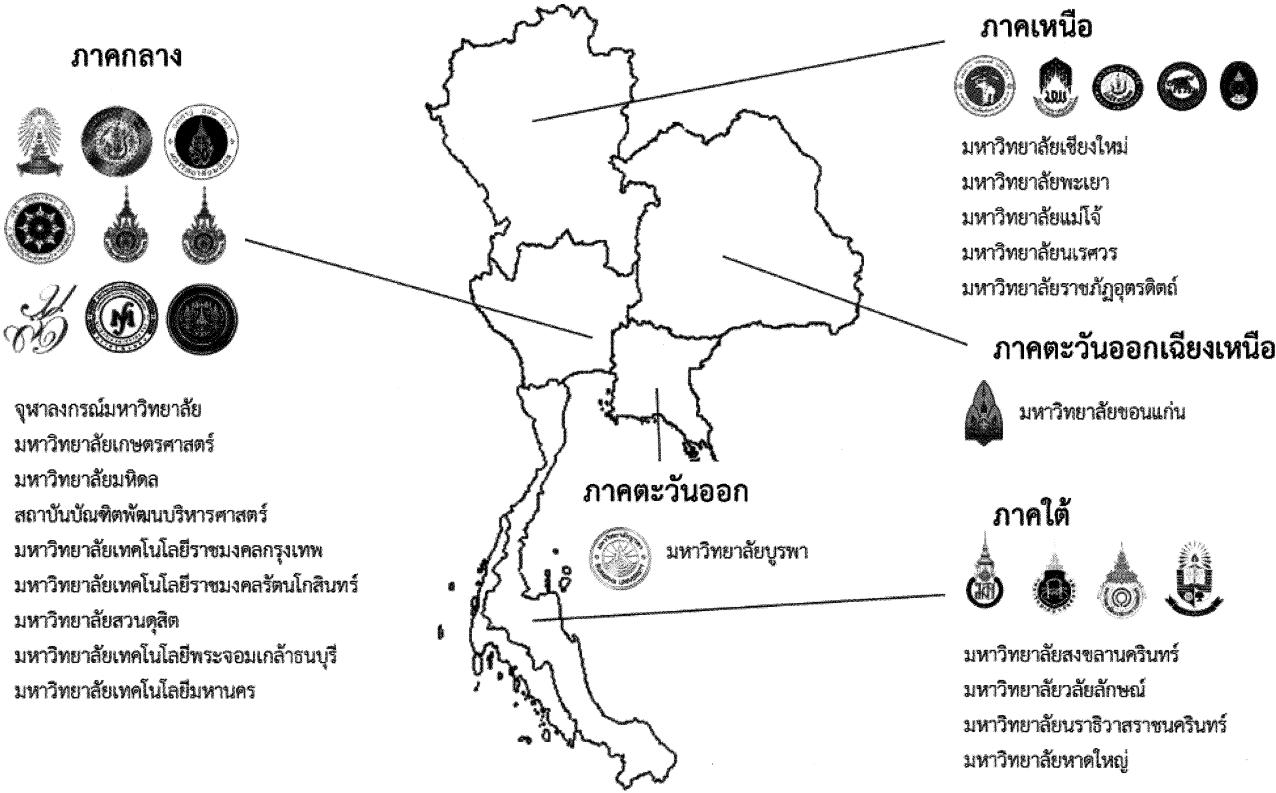 ภาคกลาง
จุฬาลงกรณ์มหาวิทยาลัย
มหาวิทยาลัยเกษตรศาสตร์
มหาวิทยาลัยมหิดล
สถาบันบัณฑิตพัฒนบริหารศาสตร์
มหาวิทยาลัยเทคโนโลยีราชมงคลกรุงเทพ
มหาวิทยาลัยเทคโนโลยีราชมงคลรัตนโกสินทร์
มหาวิทยาลัยสวนดุสิต
มหาวิทยาลัยเทคโนโลยีพระจอมเกล้าธนบุรี
มหาวิทยาลัยเทคโนโลยีมหานคร
ภาคเหนือ
มหาวิทยาลัยเชียงใหม่
มหาวิทยาลัยพะเยา
มหาวิทยาลัยแม่โจ้
มหาวิทยาลัยนเรศวร
มหาวิทยาลัยราชภัฏอุตรดิตถ์
ภาคตะวันออกเฉียงเหนือ
มหาวิทยาลัยขอนแก่น
ภาคตะวันออก
มหาวิทยาลัยบูรพา
ภาคใต้
มหาวิทยาลัยสงขลานครินทร์
มหาวิทยาลัยวลัยลักษณ์
มหาวิทยาลัยนราธิวาสราชนครินทร์
มหาวิทยาลัยหาดใหญ่